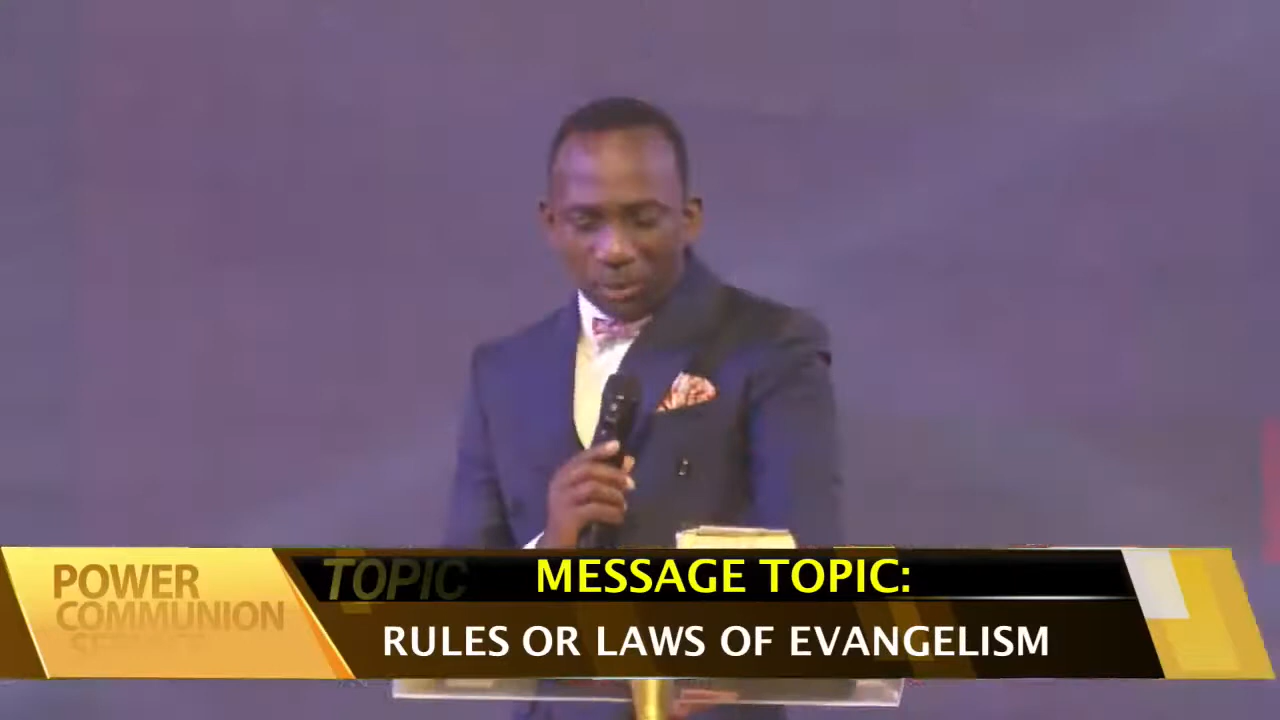 POWER
COMMUNION
TOPIC
MESSAGE TOPIC:
RULES OR LAWS OF EVANGELISM